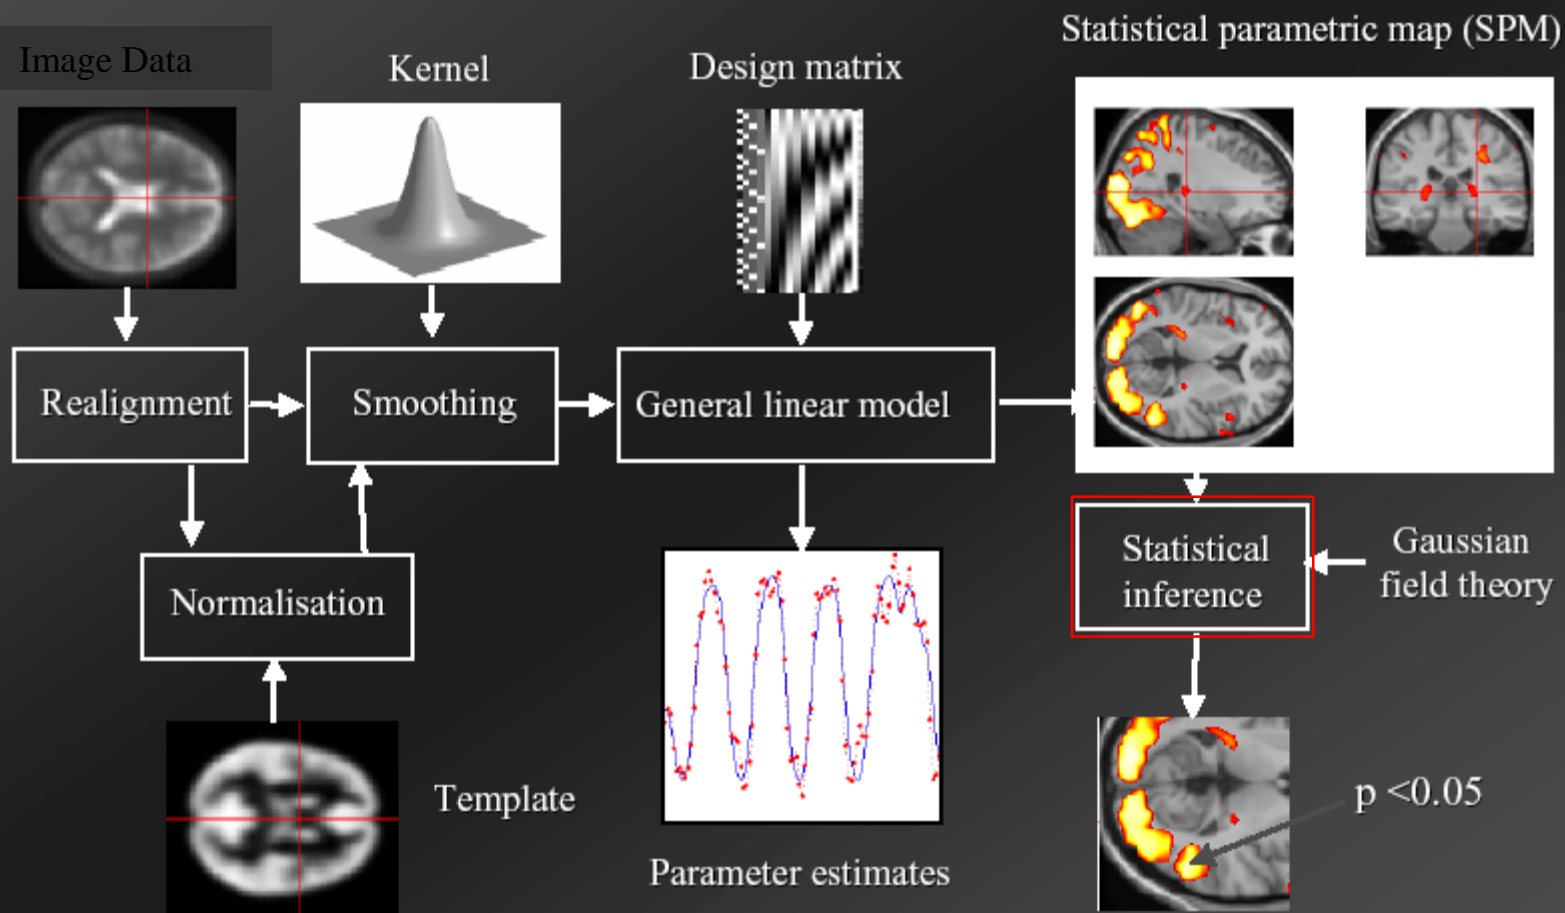 Statistical parametric map (SPM)
Image Data
Kernel
Design matrix
Realignment
Smoothing
General linear model
Statistical
inference
Gaussian
field theory
Normalisation
Template
p <0.05
Parameter estimates